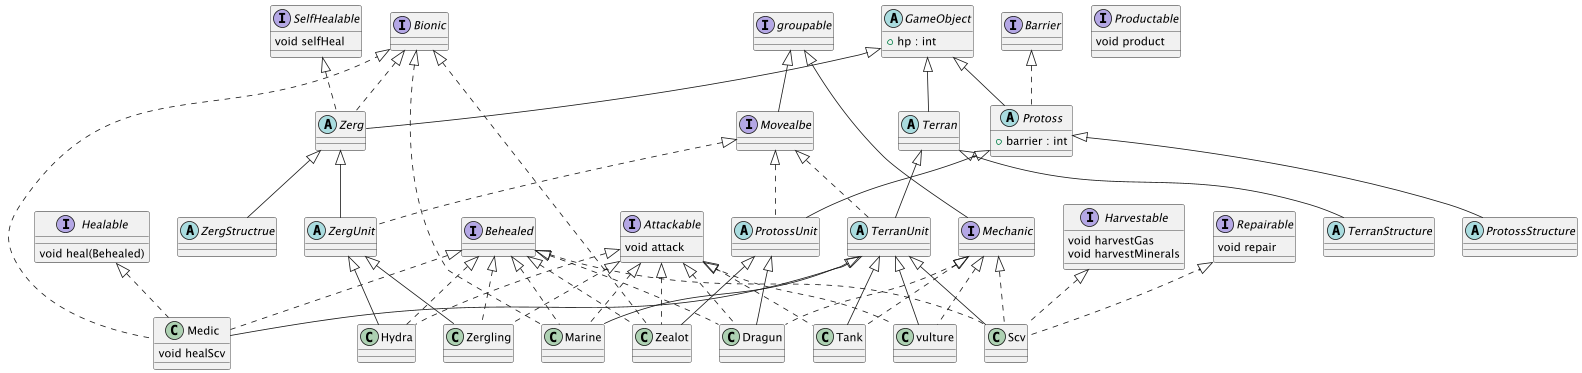 I SelfHealable
void selfHeal
I Bionic
I groupable
A GameObject
hp : int
I Barrier
I Productable
void product
A Zerg
I Movealbe
A Terran
A Protoss
barrier : int
I Healable
void heal(Behealed)
A ZergStructrue
A ZergUnit
I Behealed
I Attackable
void attack
A ProtossUnit
A TerranUnit
I Mechanic
I Harvestable
void harvestGas
void harvestMinerals
I Repairable
void repair
A TerranStructure
A ProtossStructure
C Medic
void healScv
C Hydra
C Zergling
C Marine
C Zealot
C Dragun
C Tank
C vulture
C Scv